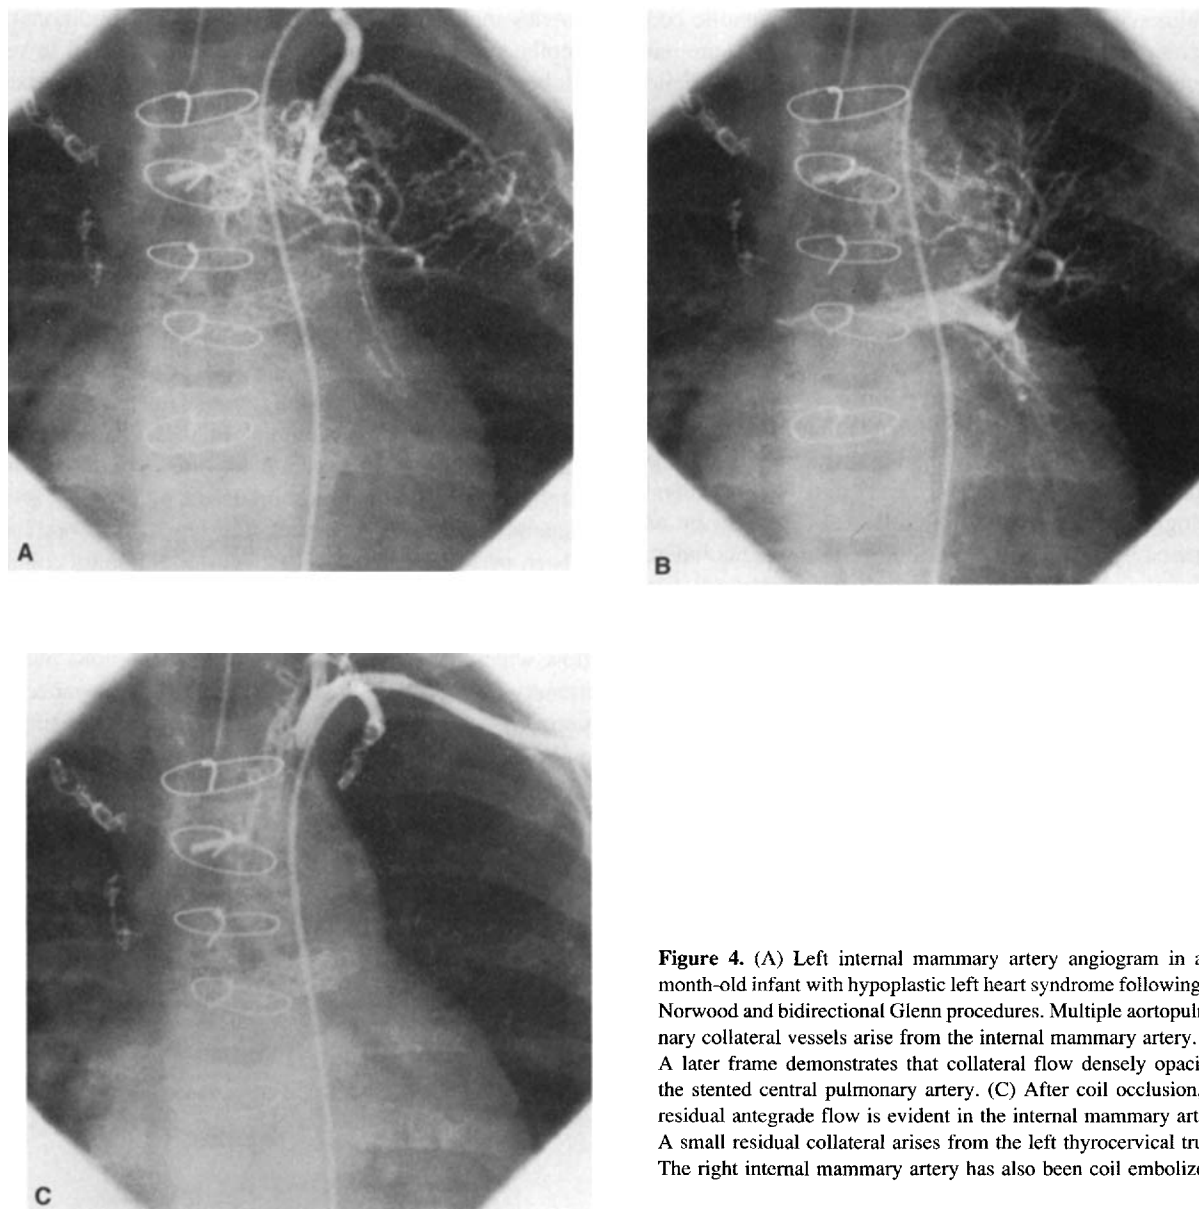 A
B
C
Figure 4. (A) Left internal mammary artery angiogram in a
month-old infant with hypoplastic left heart syndrome following
Norwood and bidirectional Glenn procedures. Multiple aortopulm
nary collateral vessels arise from the internal mammary artery.
A later frame demonstrates that collateral flow densely opaci
the stented central pulmonary artery. (C) After coil occlusion,
residual antegrade flow is evident in the internal mammary art
A small residual collateral arises from the left thyrocervical tru
The right internal mammary artery has also been coil embolize